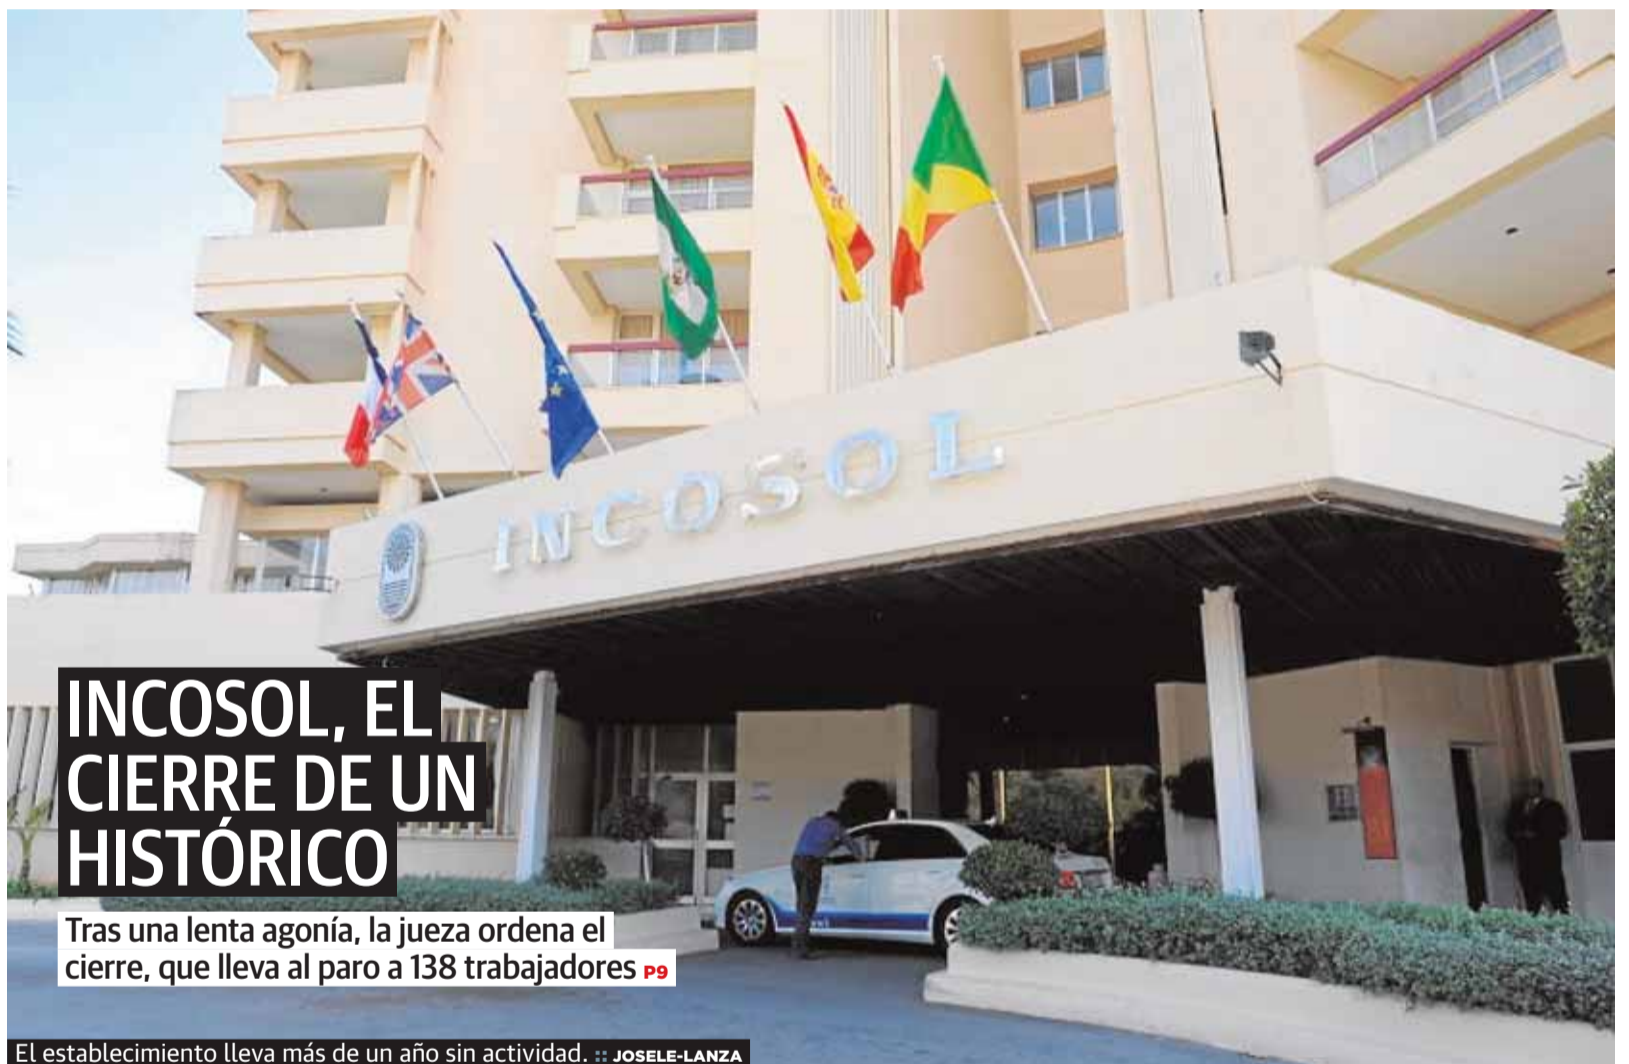 INCOSOL
INCOSOL, EL
CIERRE DE UN
HISTÓRICO
Tras una lenta agonía, la jueza ordena el
cierre, que lleva al paro a 138 trabajadores P9
El establecimiento lleva más de un año sin actividad. :: JOSELE-LANZA